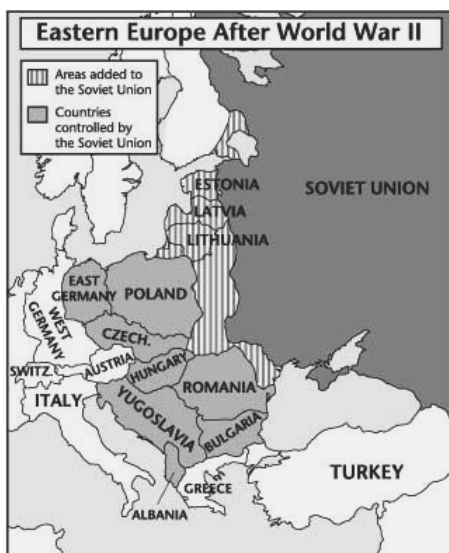 Eastern Europe After World War II
Areas added to
the Soviet Union
Countries
controlled by
the Soviet Union
ESTONIA
SOVIET UNION
LATVIA
LITHUANIA
EAST
GERMANY
POLAND
WEST
GERMANY
CZECH.
AUSTRIA
HUNGARY
SWITZ.
ROMANIA
ITALY
YUGOSLAVIA
BULGARIA
TURKEY
GREECE
ALBANIA